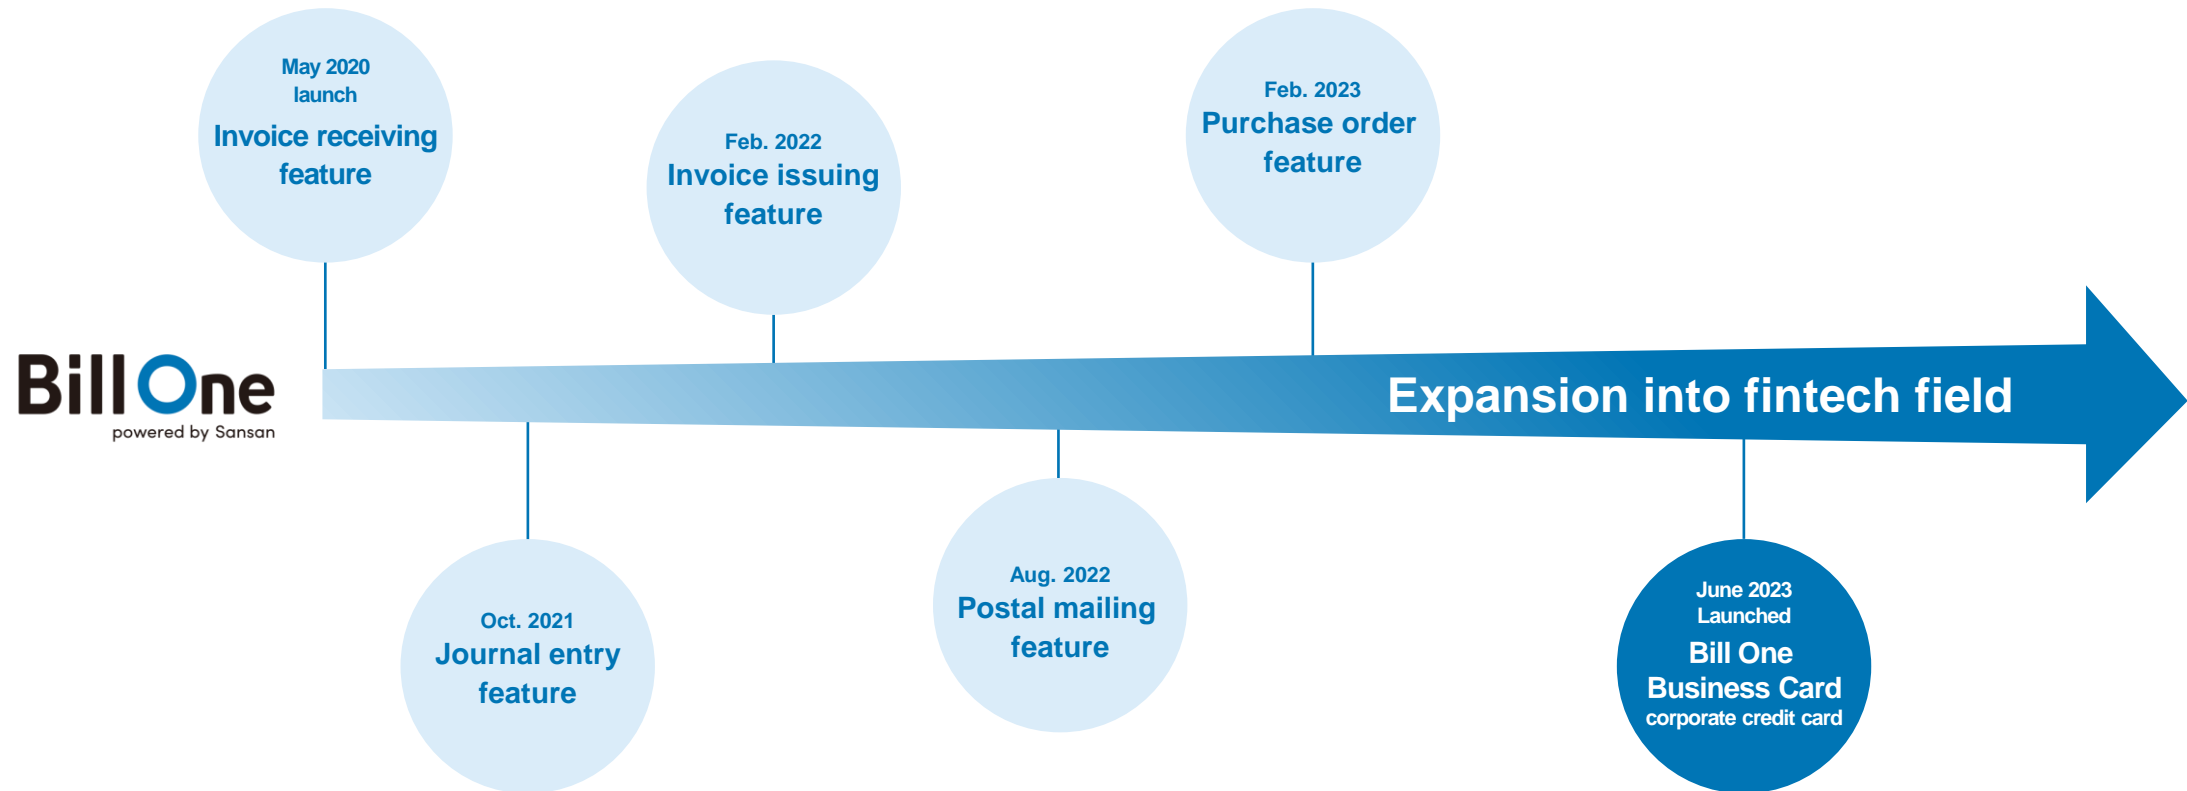 May 2020
launch
Invoice receiving
feature
Feb. 2022
Invoice issuing
feature
Feb. 2023
Purchase order
feature
Bill One
powered by Sansan
Expansion into fintech field
Oct. 2021
Journal entry
feature
Aug. 2022
Postal mailing
feature
June 2023
Launched
Bill One
Business Card
corporate credit card